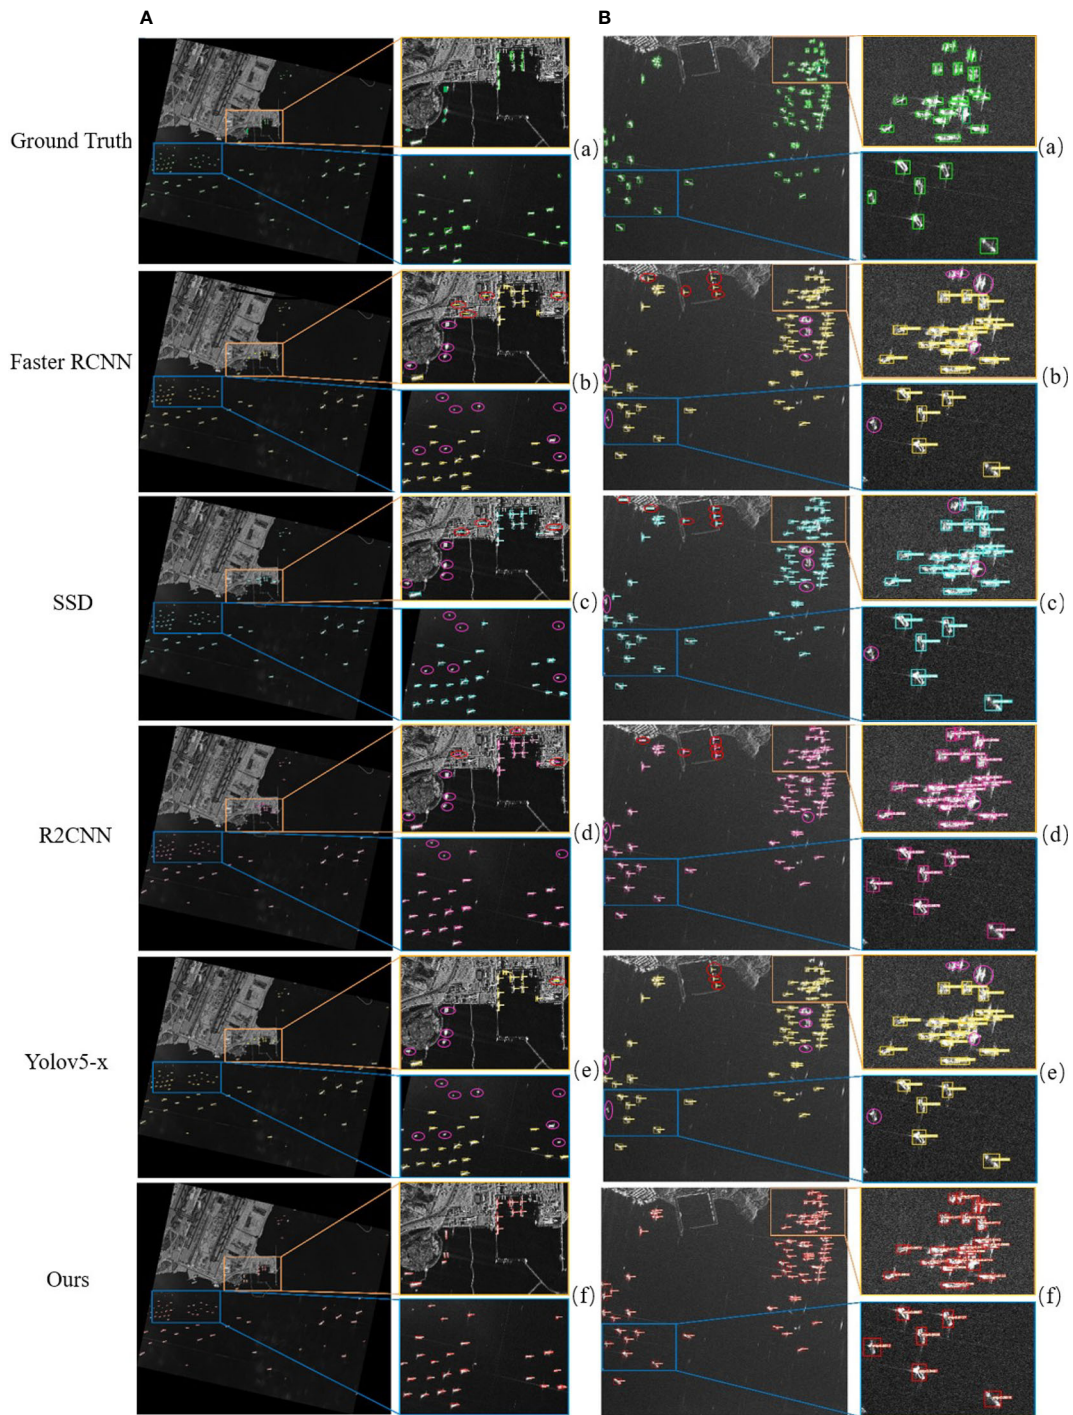 A B
Ground Truth (a) (a)
Faster RCNN (b) (b)
SSD (c) (c)
R2CNN (d) (d)
Yolov5-x (e) (e)
Ours (f) (f)